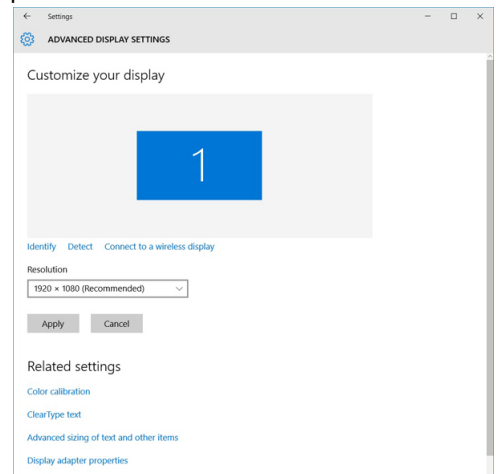 Settings
ADVANCED DISPLAY SETTINGS
Customize your display
1
Identify Detect Connect to a wireless display
Resolution
1920 × 1080 (Recommended)
Apply Cancel
Related settings
Color calibration
ClearType text
Advanced sizing of text and other items
Display adapter properties